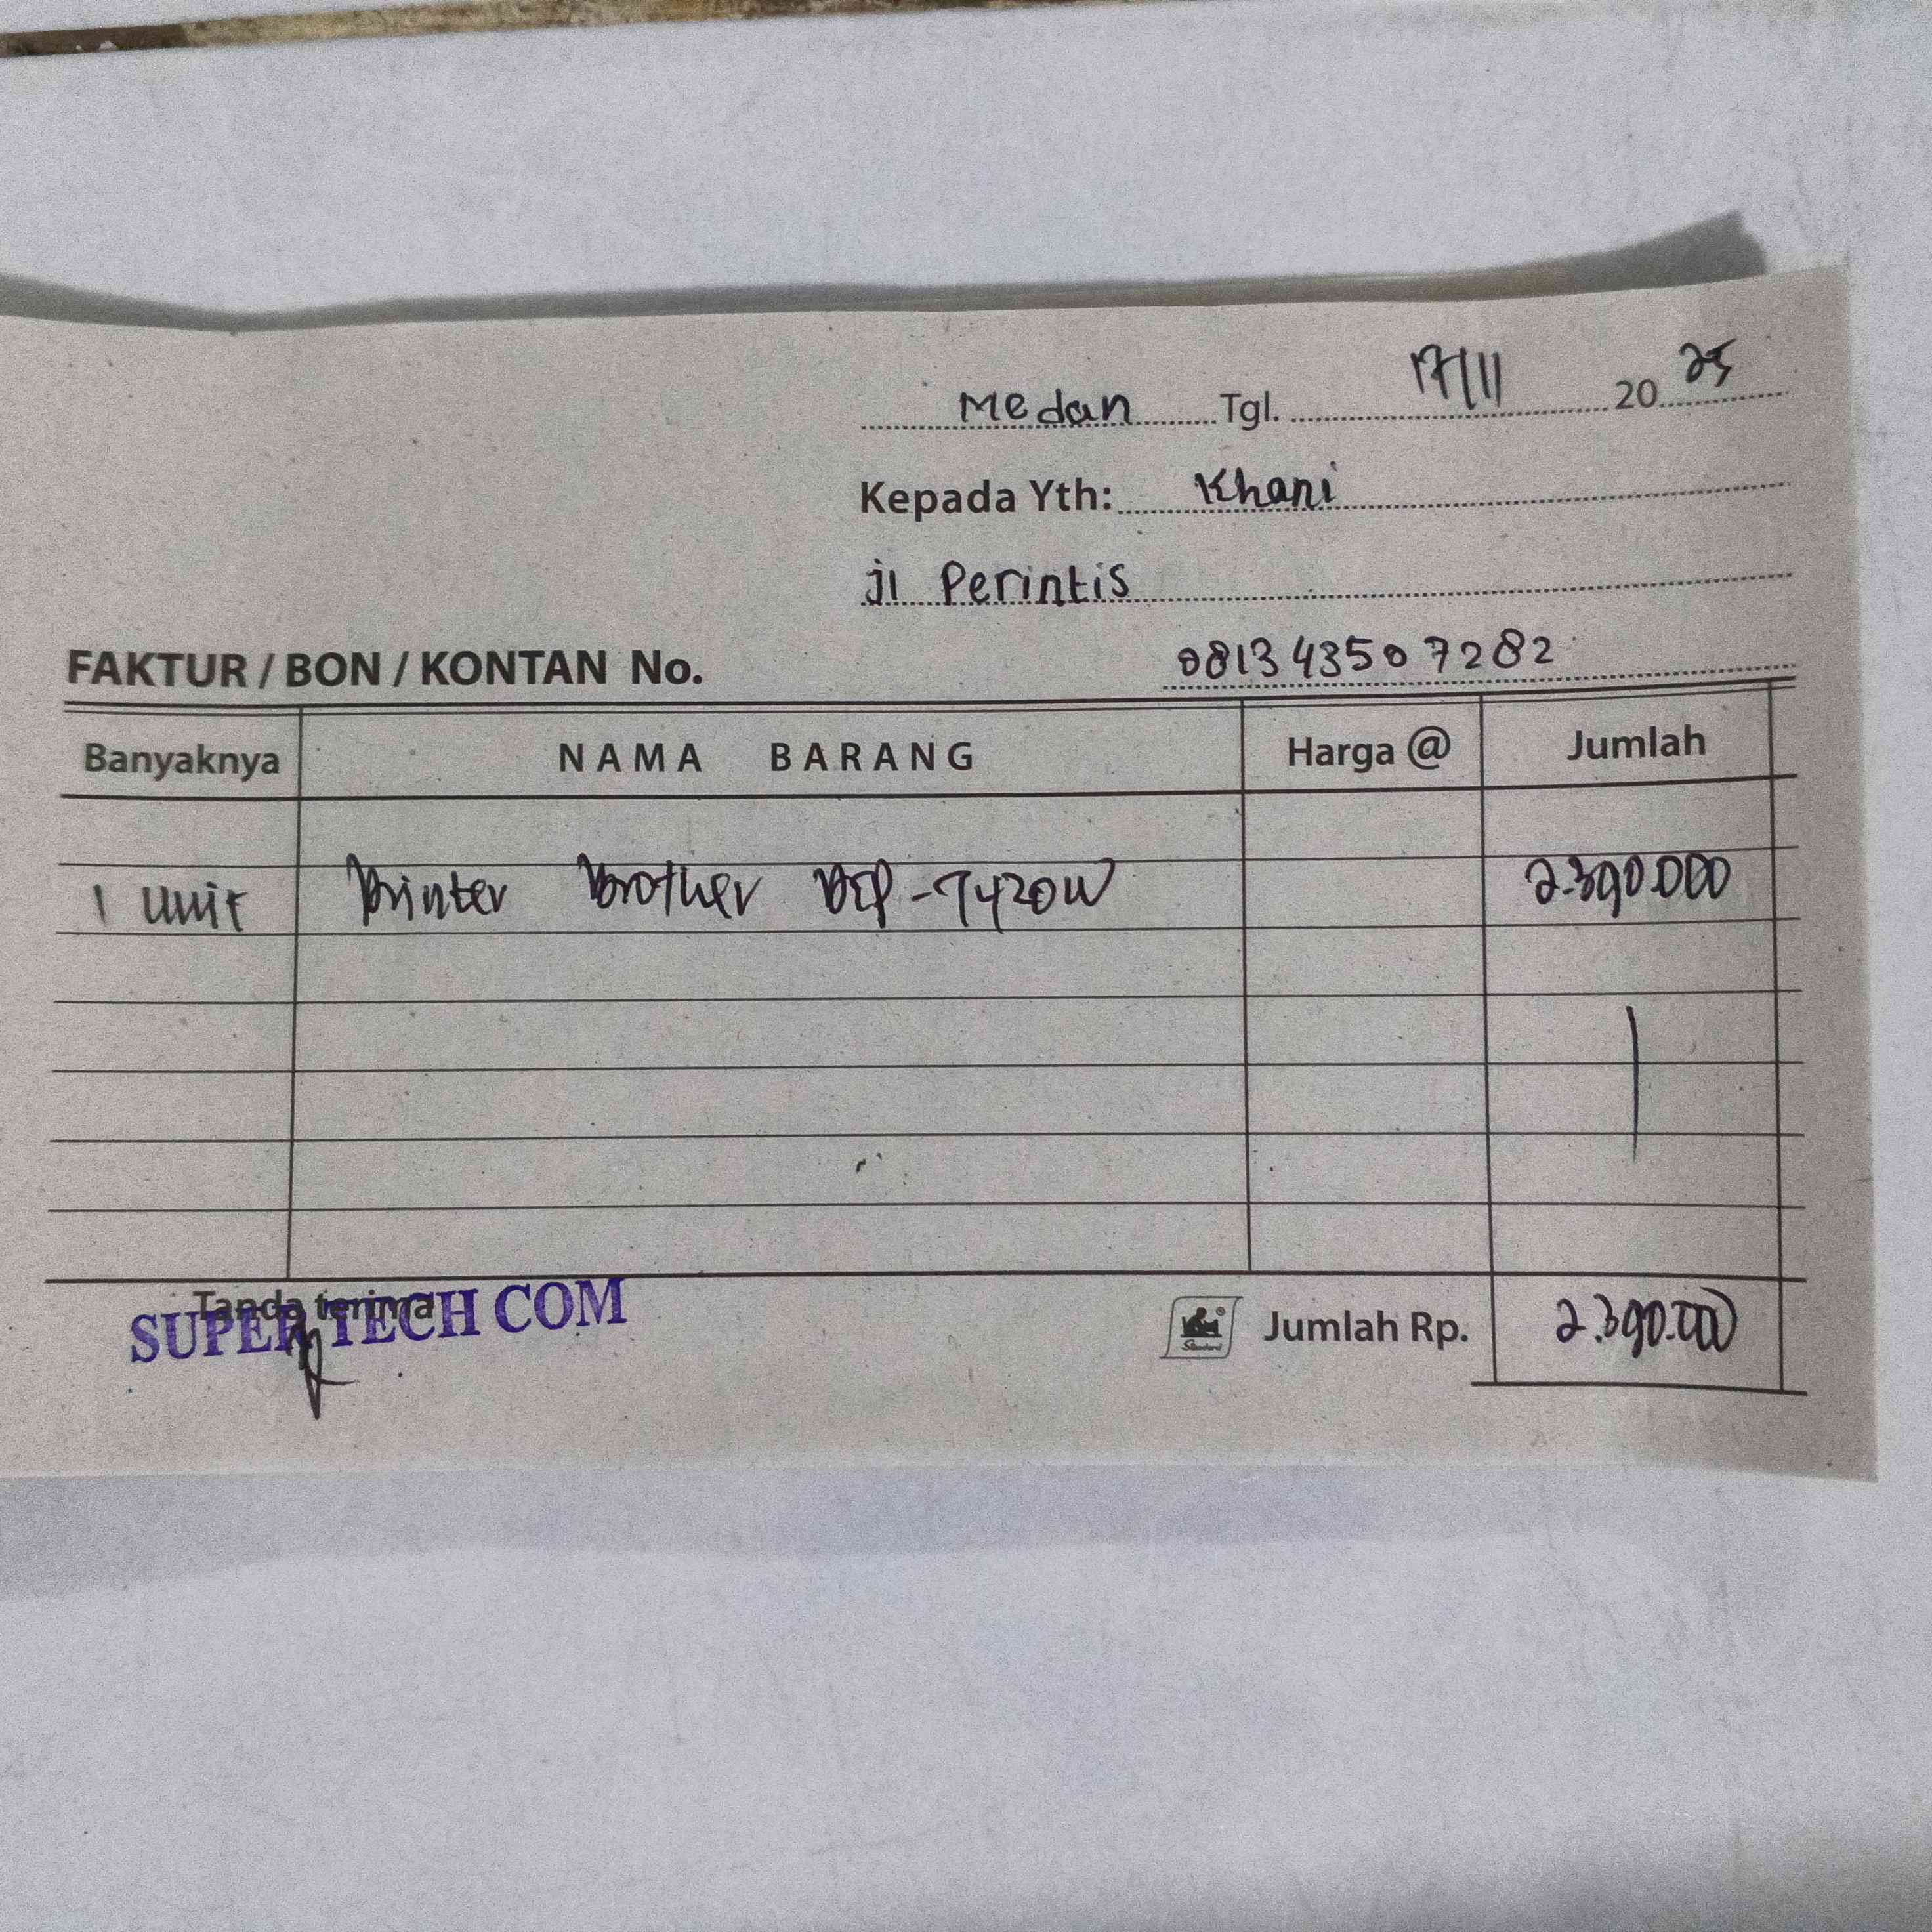 Medan Tgl. 17/11 20 25
Kepada Yth: Khani
jl Perintis
FAKTUR / BON / KONTAN No. 0813 4350 7282
Banyaknya NAMA BARANG Harga @ Jumlah
1 Unit Printer Brother DCP-T420W 2.390.000
Tanda terima
SUPER TECH COM
Standard
Jumlah Rp. 2.390.000